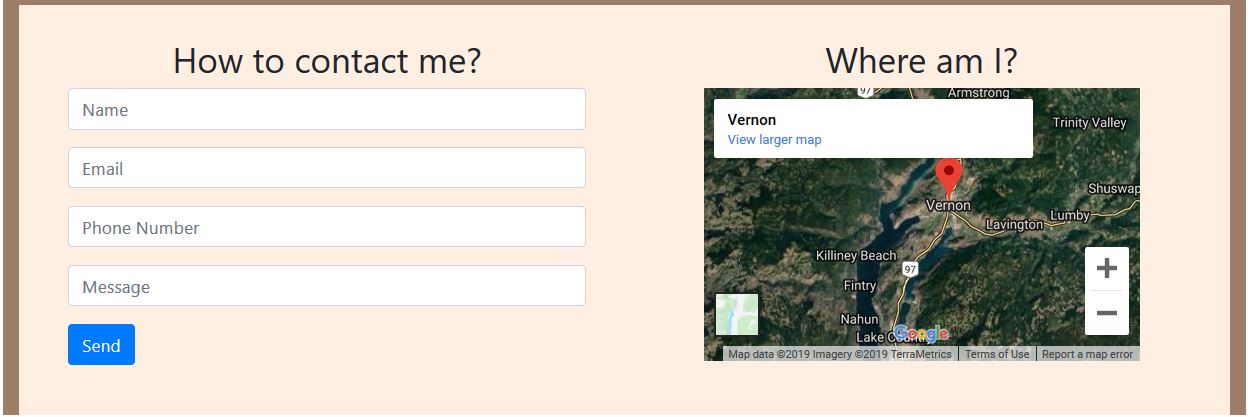 How to contact me?
Name
Email
Phone Number
Message
Send
Where am I?
97
Armstrong
Vernon
View larger map
Trinity Valley
Shuswap
Vernon
Lumby
Lavington
Killiney Beach
97
Fintry
Nahun
Lake Country
Google
Map data ©2019 Imagery ©2019 TerraMetrics
Terms of Use
Report a map error